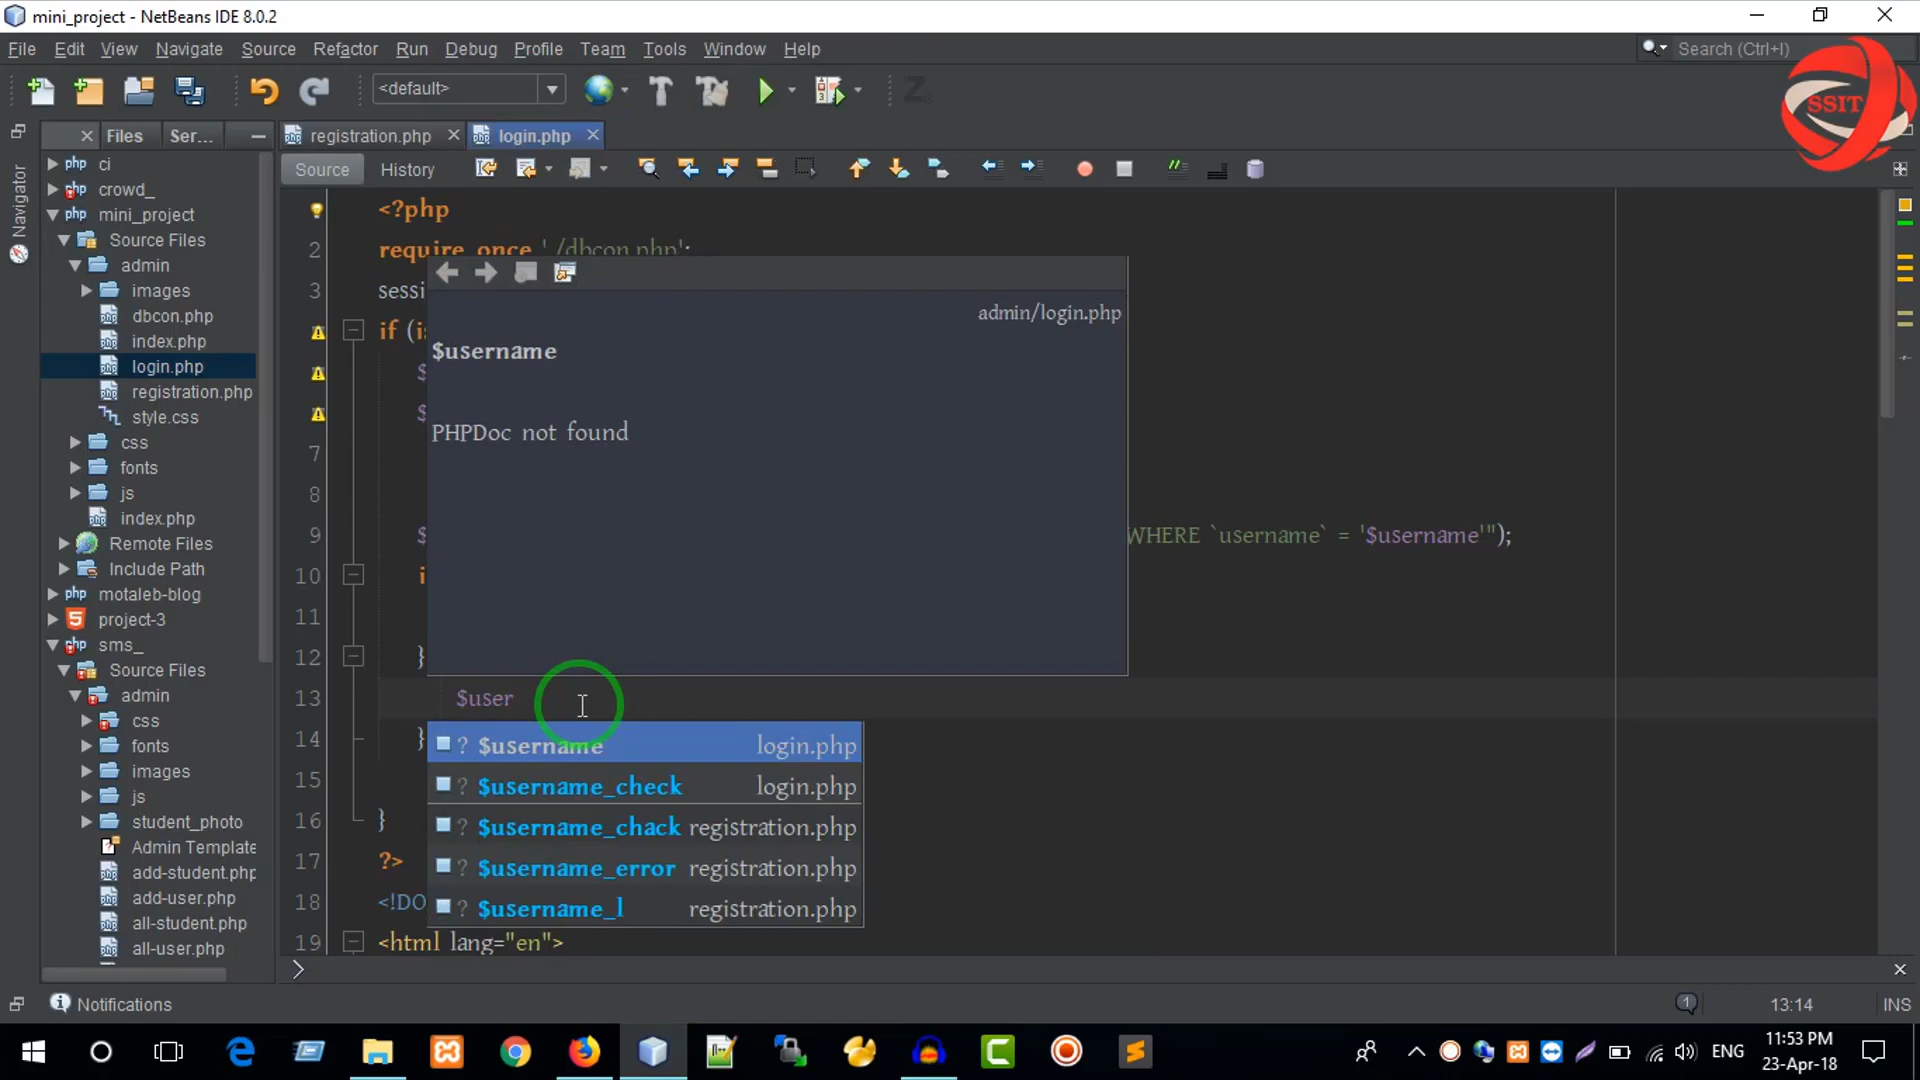 mini_project - NetBeans IDE 8.0.2
File Edit View Navigate Source Refactor Run Debug Profile Team Tools Window Help
Search (Ctrl+I)
<default>
SSIT
Files Ser...
registration.php login.php
Source History
Navigator
ci
crowd_
mini_project
Source Files
admin
images
dbcon.php
index.php
login.php
registration.php
style.css
css
fonts
js
index.php
Remote Files
Include Path
motaleb-blog
project-3
sms_
Source Files
admin
css
fonts
images
js
student_photo
Admin Template
add-student.php
add-user.php
all-student.php
all-user.php
<?php
2 require_once './dbcon.php';
3 sessi
if (is
$
$
7
8
9 $ WHERE `username` = '$username'");
10 i
11
12 }
13 $user
14 }
15
16 }
17 ?>
18 <!DO
19 <html lang="en">
admin/login.php
$username
PHPDoc not found
? $username login.php
? $username_check login.php
? $username_chack registration.php
? $username_error registration.php
? $username_l registration.php
Notifications
1
13:14 INS
ENG
11:53 PM
23-Apr-18